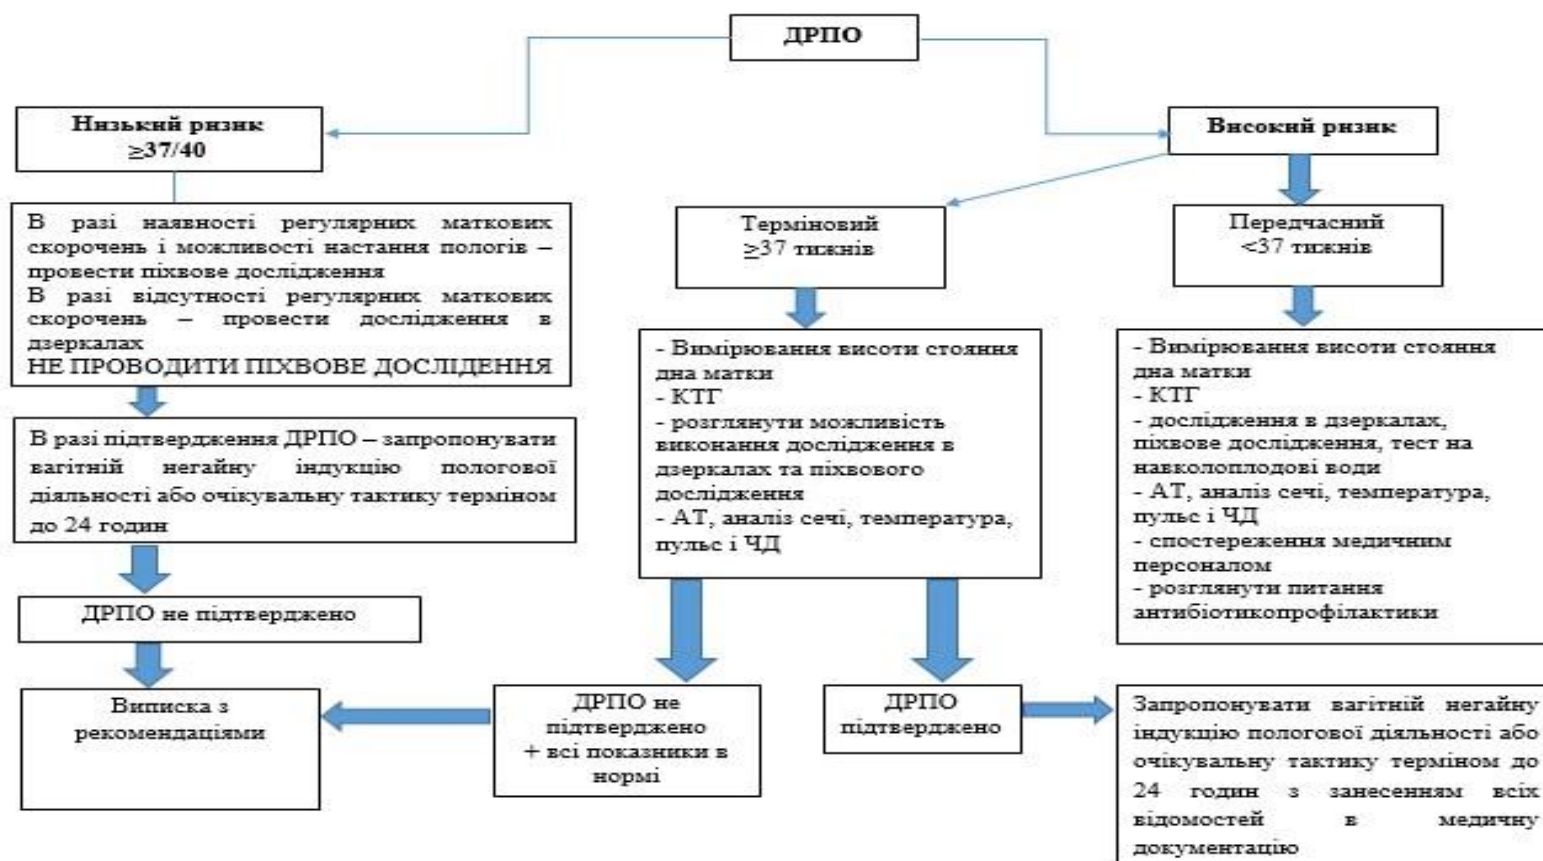 ДРПО
Низький ризик
≥37/40
Високий ризик
В разі наявності регулярних маткових
скорочень і можливості настання пологів –
провести піхвове дослідження
В разі відсутності регулярних маткових
скорочень – провести дослідження в
дзеркалах
НЕ ПРОВОДИТИ ПІХВОВЕ ДОСЛІДЕННЯ
Терміновий
≥37 тижнів
Передчасний
<37 тижнів
В разі підтвердження ДРПО – запропонувати
вагітній негайну індукцію пологової
діяльності або очікувальну тактику терміном
до 24 годин
- Вимірювання висоти стояння
дна матки
- КТГ
- розглянути можливість
виконання дослідження в
дзеркалах та піхвового
дослідження
- АТ, аналіз сечі, температура,
пульс і ЧД
- Вимірювання висоти стояння
дна матки
- КТГ
- дослідження в дзеркалах,
піхвове дослідження, тест на
навколоплодові води
- АТ, аналіз сечі, температура,
пульс і ЧД
- спостереження медичним
персоналом
- розглянути питання
антибіотикопрофілактики
ДРПО не підтверджено
Виписка з
рекомендаціями
ДРПО не
підтверджено
+ всі показники в
нормі
ДРПО
підтверджено
Запропонувати вагітній негайну
індукцію пологової діяльності або
очікувальну тактику терміном до
24 годин з занесенням всіх
відомостей в медичну
документацію